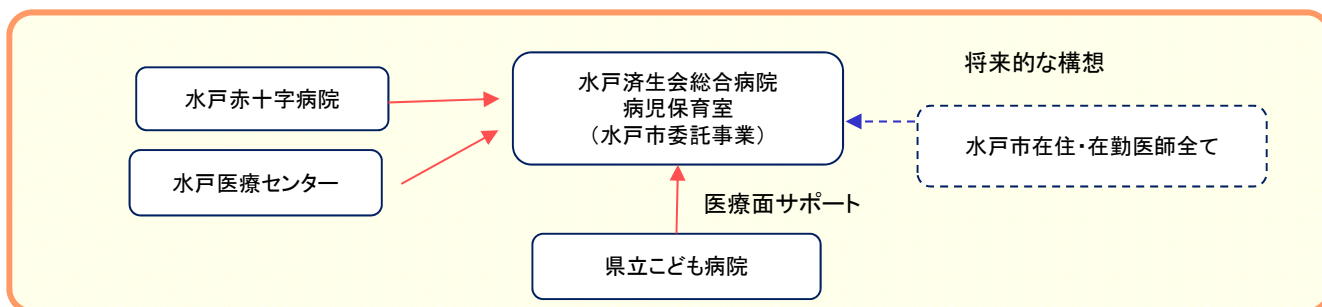 水戸赤十字病院
水戸医療センター
水戸済生会総合病院
病児保育室
（水戸市委託事業）
将来的な構想
水戸市在住・在勤医師全て
医療面サポート
県立こども病院